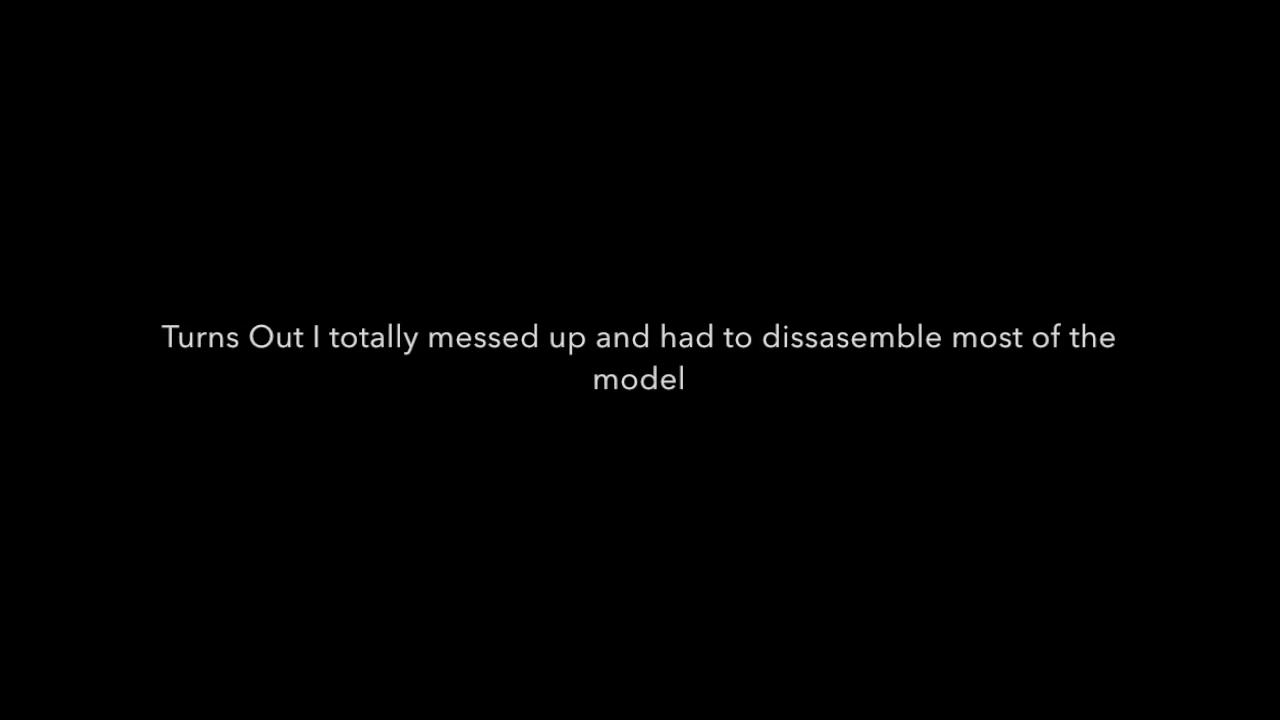 Turns Out I totally messed up and had to dissasemble most of the
model